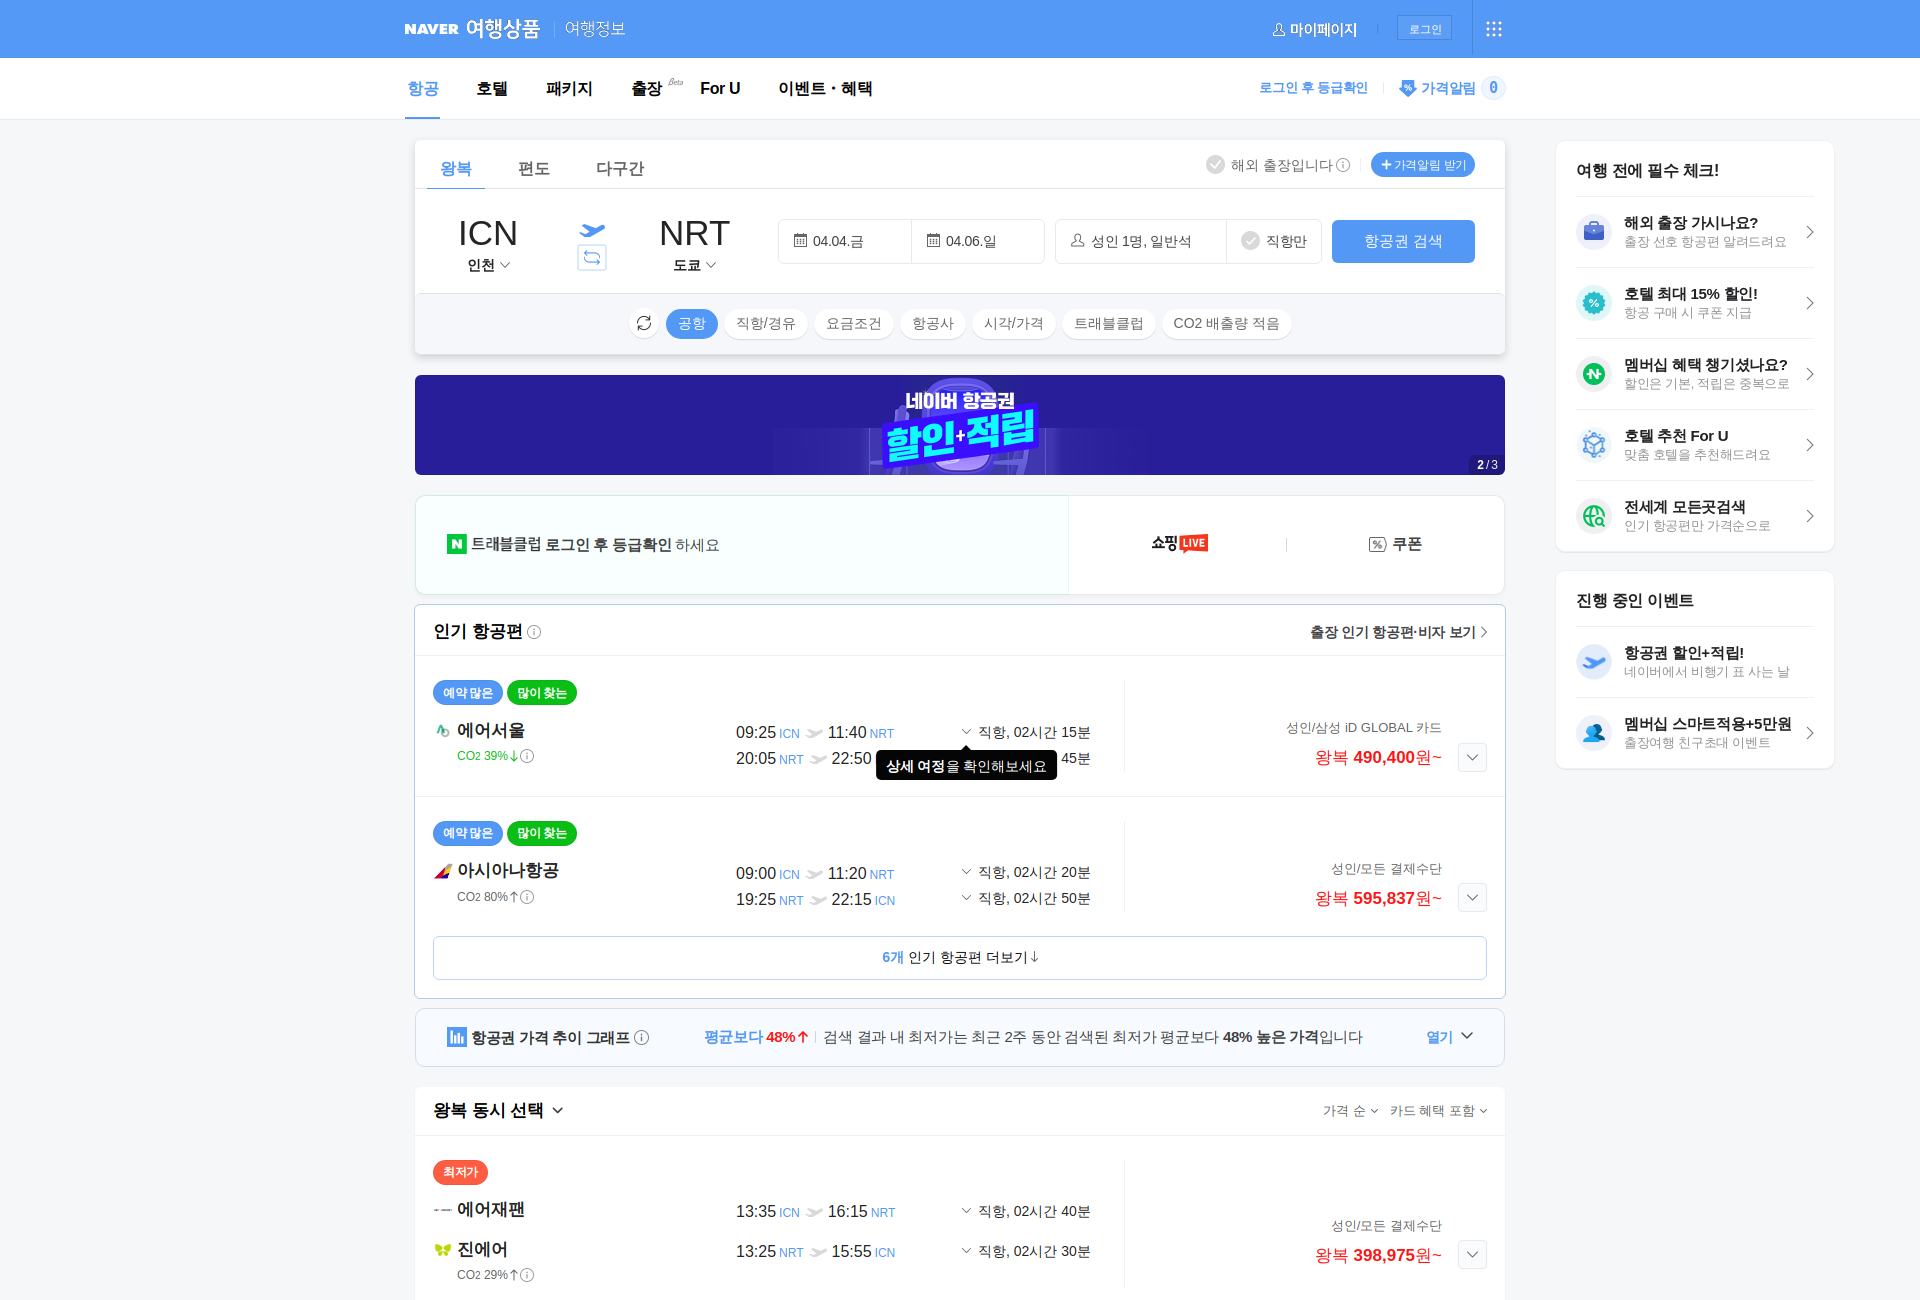 NAVER 여행상품 여행정보 마이페이지 로그인
항공 호텔 패키지 출장 Beta For U 이벤트・혜택 로그인 후 등급확인 가격알림 0
왕복 편도 다구간 해외 출장입니다 가격알림 받기
ICN NRT
인천 도쿄
04.04.금 04.06.일 성인 1명, 일반석 직항만 항공권 검색
공항 직항/경유 요금조건 항공사 시각/가격 트래블클럽 CO2 배출량 적음
네이버 항공권
할인+적립
2/3
트래블클럽 로그인 후 등급확인 하세요 쇼핑LIVE 쿠폰
인기 항공편 출장 인기 항공편·비자 보기
예약 많은 많이 찾는
에어서울
CO2 39%↓
09:25 ICN 11:40 NRT 직항, 02시간 15분
20:05 NRT 22:50 45분
상세 여정을 확인해보세요
성인/삼성 iD GLOBAL 카드
왕복 490,400원~
예약 많은 많이 찾는
아시아나항공
CO2 80%↑
09:00 ICN 11:20 NRT 직항, 02시간 20분
19:25 NRT 22:15 ICN 직항, 02시간 50분
성인/모든 결제수단
왕복 595,837원~
6개 인기 항공편 더보기↓
항공권 가격 추이 그래프 평균보다 48%↑ 검색 결과 내 최저가는 최근 2주 동안 검색된 최저가 평균보다 48% 높은 가격입니다 열기
왕복 동시 선택 가격 순 카드 혜택 포함
최저가
에어재팬 13:35 ICN 16:15 NRT 직항, 02시간 40분
진에어 13:25 NRT 15:55 ICN 직항, 02시간 30분
CO2 29%↑
성인/모든 결제수단
왕복 398,975원~
여행 전에 필수 체크!
해외 출장 가시나요?
출장 선호 항공편 알려드려요
%
호텔 최대 15% 할인!
항공 구매 시 쿠폰 지급
멤버십 혜택 챙기셨나요?
할인은 기본, 적립은 중복으로
호텔 추천 For U
맞춤 호텔을 추천해드려요
전세계 모든곳검색
인기 항공편만 가격순으로
진행 중인 이벤트
항공권 할인+적립!
네이버에서 비행기 표 사는 날
멤버십 스마트적용+5만원
출장여행 친구초대 이벤트